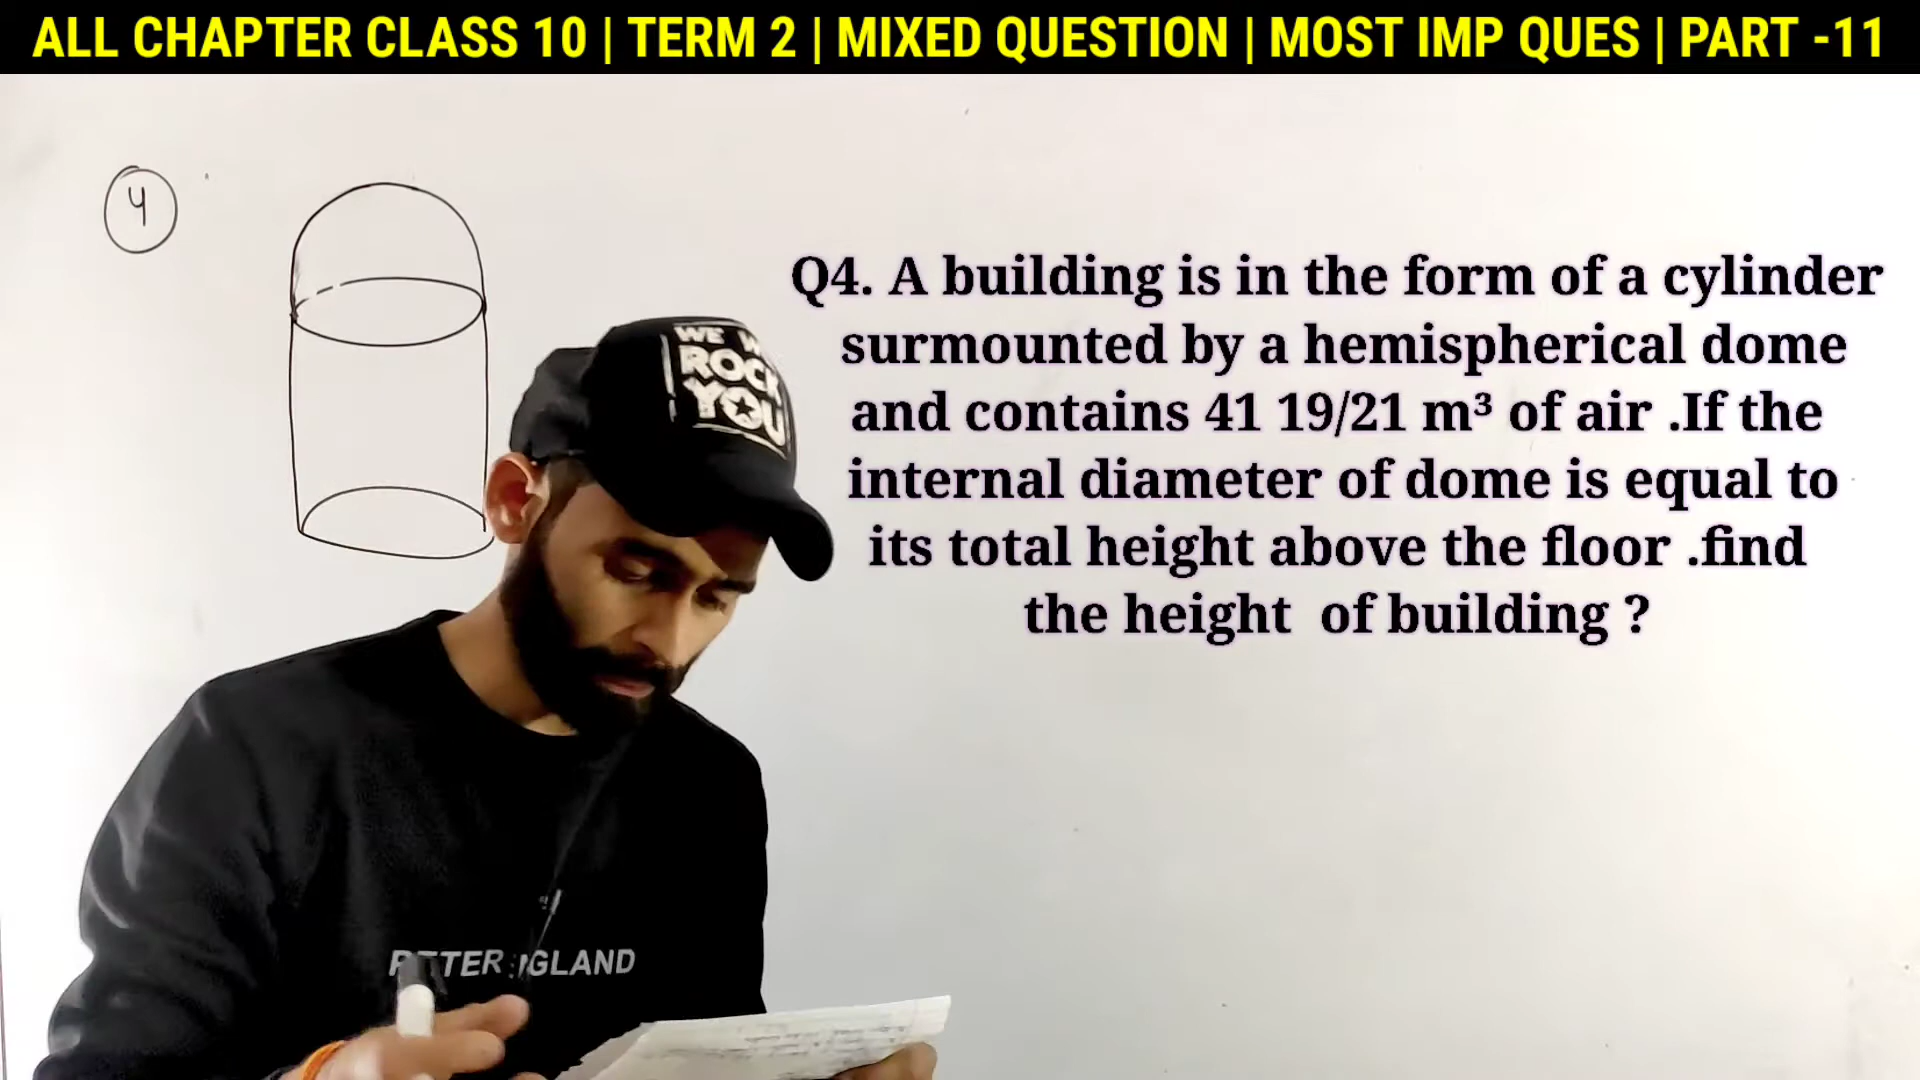 ALL CHAPTER CLASS 10 | TERM 2 | MIXED QUESTION | MOST IMP QUES | PART -11
4
Q4. A building is in the form of a cylinder
surmounted by a hemispherical dome
and contains 41 19/21 m³ of air .If the
internal diameter of dome is equal to
its total height above the floor .find
the height of building ?
WE
ROCK
YOU